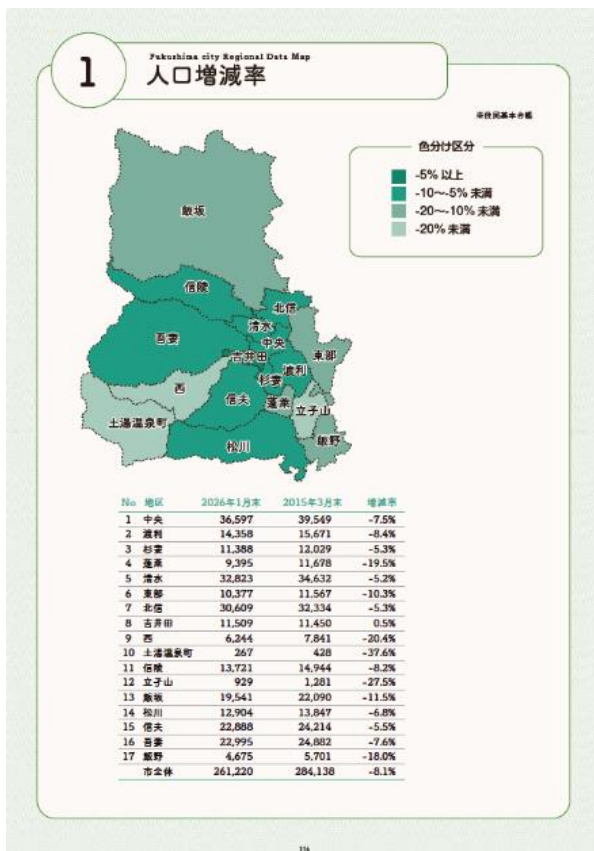 1
Fukushima city Regional Data Map
人口増減率
※住民基本台帳
色分け区分
-5% 以上
-10〜-5% 未満
-20〜-10% 未満
-20% 未満
飯坂
信陵
北信
清水
吾妻
中央
吉井田
東部
渡利
杉妻
西
信夫
蓬莱
立子山
土湯温泉町
飯野
松川
No 地区 2026年1月末 2015年3月末 増減率
1 中央 36,597 39,549 -7.5%
2 渡利 14,358 15,671 -8.4%
3 杉妻 11,388 12,029 -5.3%
4 蓬莱 9,395 11,678 -19.5%
5 清水 32,823 34,632 -5.2%
6 東部 10,377 11,567 -10.3%
7 北信 30,609 32,334 -5.3%
8 吉井田 11,509 11,450 0.5%
9 西 6,244 7,841 -20.4%
10 土湯温泉町 267 428 -37.6%
11 信陵 13,721 14,944 -8.2%
12 立子山 929 1,281 -27.5%
13 飯坂 19,541 22,090 -11.5%
14 松川 12,904 13,847 -6.8%
15 信夫 22,888 24,214 -5.5%
16 吾妻 22,995 24,882 -7.6%
17 飯野 4,675 5,701 -18.0%
市全体 261,220 284,138 -8.1%